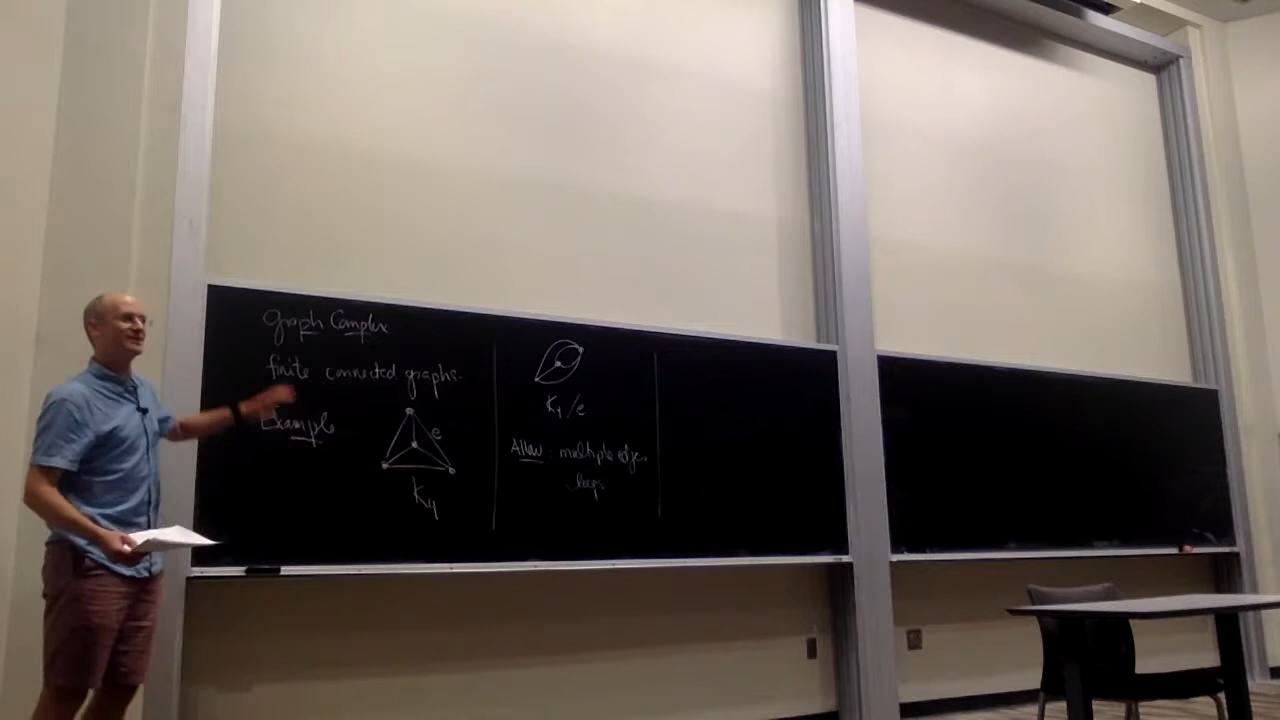 Graph Complex
finite connected graphs.
Example
e
K4
K4/e
Allow: multiple edges
loops